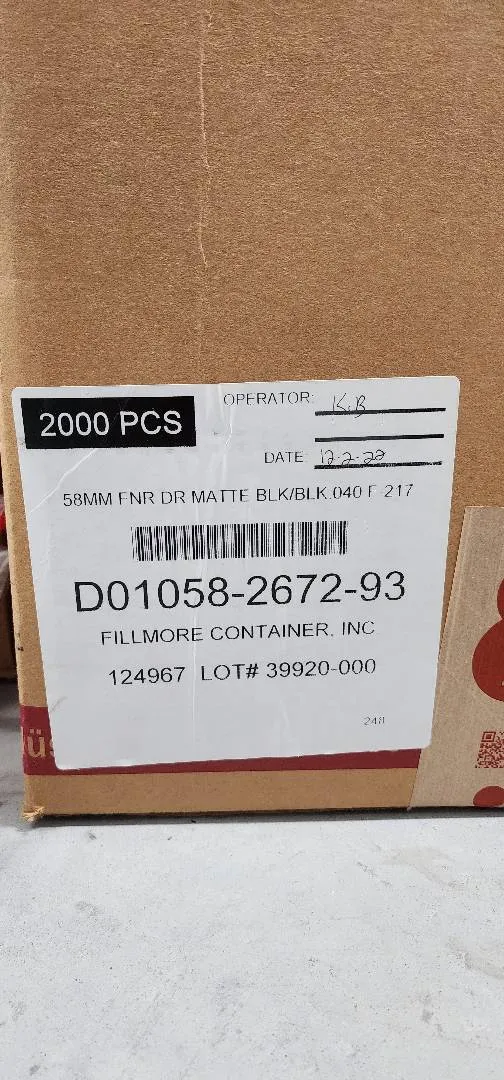 2000 PCS
OPERATOR: K.B
DATE 12-2-22
58MM FNR DR MATTE BLK/BLK.040 F-217
D01058-2672-93
FILLMORE CONTAINER, INC
124967 LOT# 39920-000
248